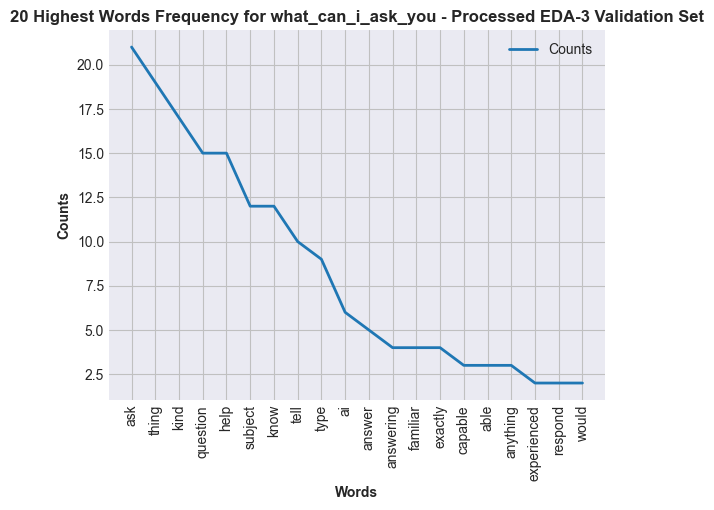 20 Highest Words Frequency for what_can_i_ask_you - Processed EDA-3 Validation Set
Counts
20.0
17.5
15.0
12.5
10.0
7.5
5.0
2.5
Counts
ask
thing
kind
question
help
subject
know
tell
type
ai
answer
answering
familiar
exactly
capable
able
anything
experienced
respond
would
Words